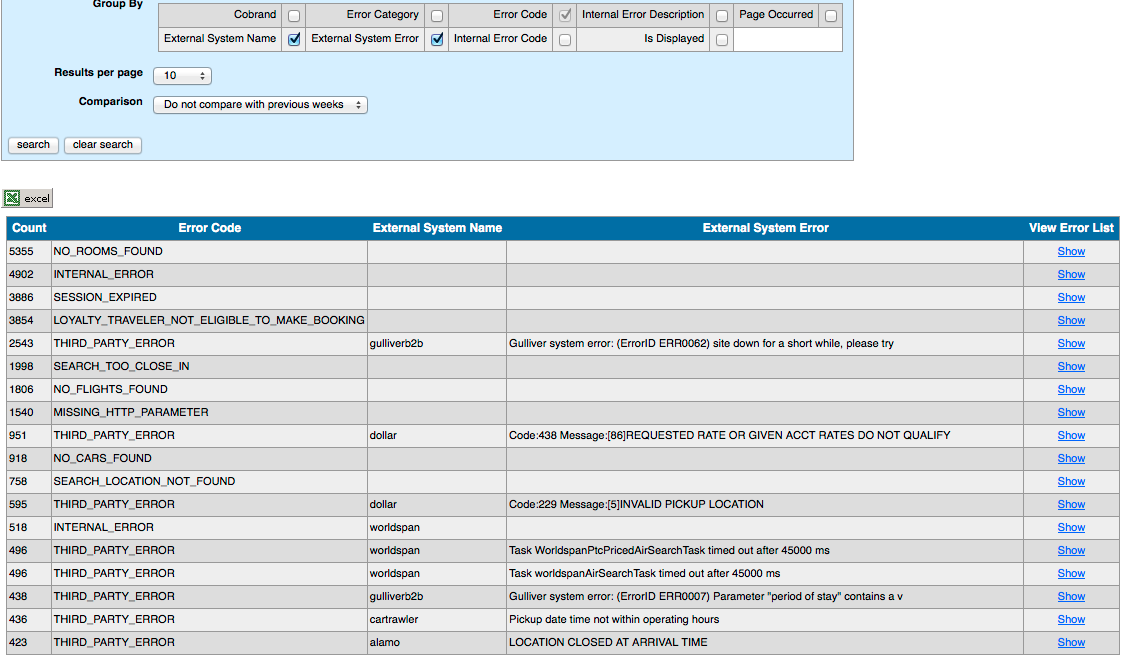 Group By
Cobrand Error Category Error Code Internal Error Description Page Occurred
External System Name External System Error Internal Error Code Is Displayed
Results per page 10
Comparison Do not compare with previous weeks
search clear search
excel
Count Error Code External System Name External System Error View Error List
5355 NO_ROOMS_FOUND Show
4902 INTERNAL_ERROR Show
3886 SESSION_EXPIRED Show
3854 LOYALTY_TRAVELER_NOT_ELIGIBLE_TO_MAKE_BOOKING Show
2543 THIRD_PARTY_ERROR gulliverb2b Gulliver system error: (ErrorID ERR0062) site down for a short while, please try Show
1998 SEARCH_TOO_CLOSE_IN Show
1806 NO_FLIGHTS_FOUND Show
1540 MISSING_HTTP_PARAMETER Show
951 THIRD_PARTY_ERROR dollar Code:438 Message:[86]REQUESTED RATE OR GIVEN ACCT RATES DO NOT QUALIFY Show
918 NO_CARS_FOUND Show
758 SEARCH_LOCATION_NOT_FOUND Show
595 THIRD_PARTY_ERROR dollar Code:229 Message:[5]INVALID PICKUP LOCATION Show
518 INTERNAL_ERROR worldspan Show
496 THIRD_PARTY_ERROR worldspan Task WorldspanPtcPricedAirSearchTask timed out after 45000 ms Show
496 THIRD_PARTY_ERROR worldspan Task worldspanAirSearchTask timed out after 45000 ms Show
438 THIRD_PARTY_ERROR gulliverb2b Gulliver system error: (ErrorID ERR0007) Parameter "period of stay" contains a v Show
436 THIRD_PARTY_ERROR cartrawler Pickup date time not within operating hours Show
423 THIRD_PARTY_ERROR alamo LOCATION CLOSED AT ARRIVAL TIME Show